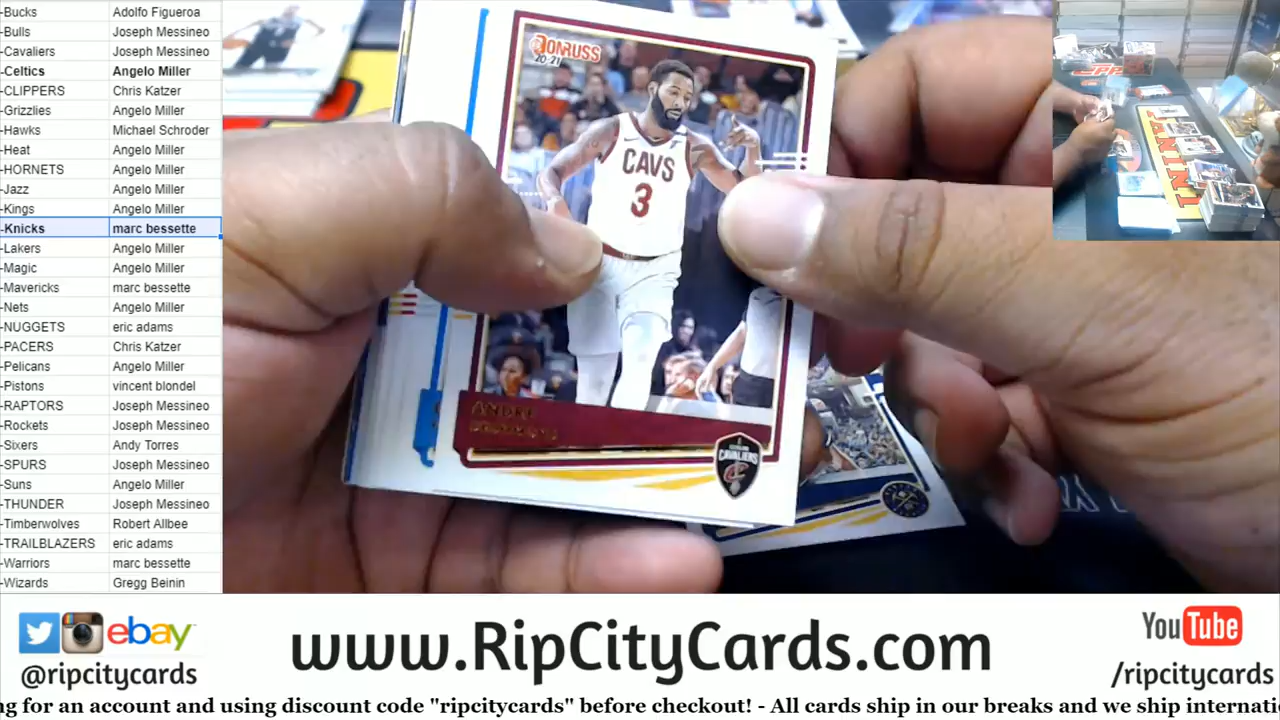 -Bucks Adolfo Figueroa
-Bulls Joseph Messineo
-Cavaliers Joseph Messineo
-Celtics Angelo Miller
-CLIPPERS Chris Katzer
-Grizzlies Angelo Miller
-Hawks Michael Schroder
-Heat Angelo Miller
-HORNETS Angelo Miller
-Jazz Angelo Miller
-Kings Angelo Miller
-Knicks marc bessette
-Lakers Angelo Miller
-Magic Angelo Miller
-Mavericks marc bessette
-Nets Angelo Miller
-NUGGETS eric adams
-PACERS Chris Katzer
-Pelicans Angelo Miller
-Pistons vincent blondel
-RAPTORS Joseph Messineo
-Rockets Joseph Messineo
-Sixers Andy Torres
-SPURS Joseph Messineo
-Suns Angelo Miller
-THUNDER Joseph Messineo
-Timberwolves Robert Allbee
-TRAILBLAZERS eric adams
-Warriors marc bessette
-Wizards Gregg Beinin
DONRUSS
20-21
CAVS
3
ANDRE
CAVALIERS
PANINI
ebay
@ripcitycards
www.RipCityCards.com
YouTube
/ripcitycards
ng for an account and using discount code "ripcitycards" before checkout! - All cards ship in our breaks and we ship internati